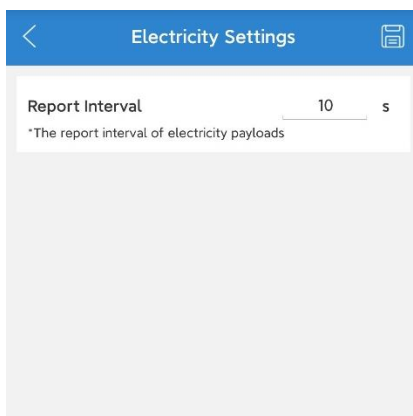 Electricity Settings
Report Interval 10 s
*The report interval of electricity payloads